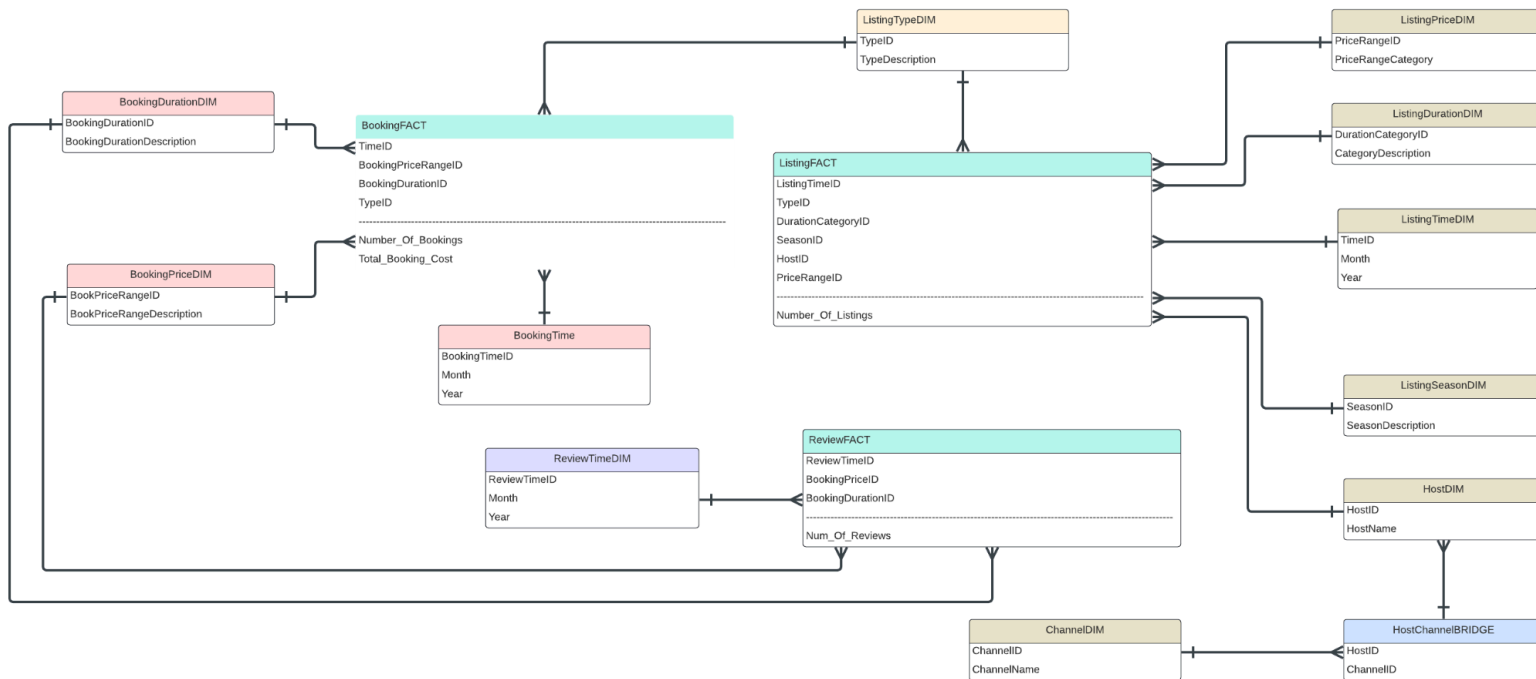 ListingTypeDIM
TypeID
TypeDescription
ListingPriceDIM
PriceRangeID
PriceRangeCategory
BookingDurationDIM
BookingDurationID
BookingDurationDescription
BookingFACT
TimeID
BookingPriceRangeID
BookingDurationID
TypeID
Number_Of_Bookings
Total_Booking_Cost
ListingDurationDIM
DurationCategoryID
CategoryDescription
ListingFACT
ListingTimeID
TypeID
DurationCategoryID
SeasonID
HostID
PriceRangeID
Number_Of_Listings
ListingTimeDIM
TimeID
Month
Year
BookingPriceDIM
BookPriceRangeID
BookPriceRangeDescription
BookingTime
BookingTimeID
Month
Year
ListingSeasonDIM
SeasonID
SeasonDescription
ReviewTimeDIM
ReviewTimeID
Month
Year
ReviewFACT
ReviewTimeID
BookingPriceID
BookingDurationID
Num_Of_Reviews
HostDIM
HostID
HostName
ChannelDIM
ChannelID
ChannelName
HostChannelBRIDGE
HostID
ChannelID